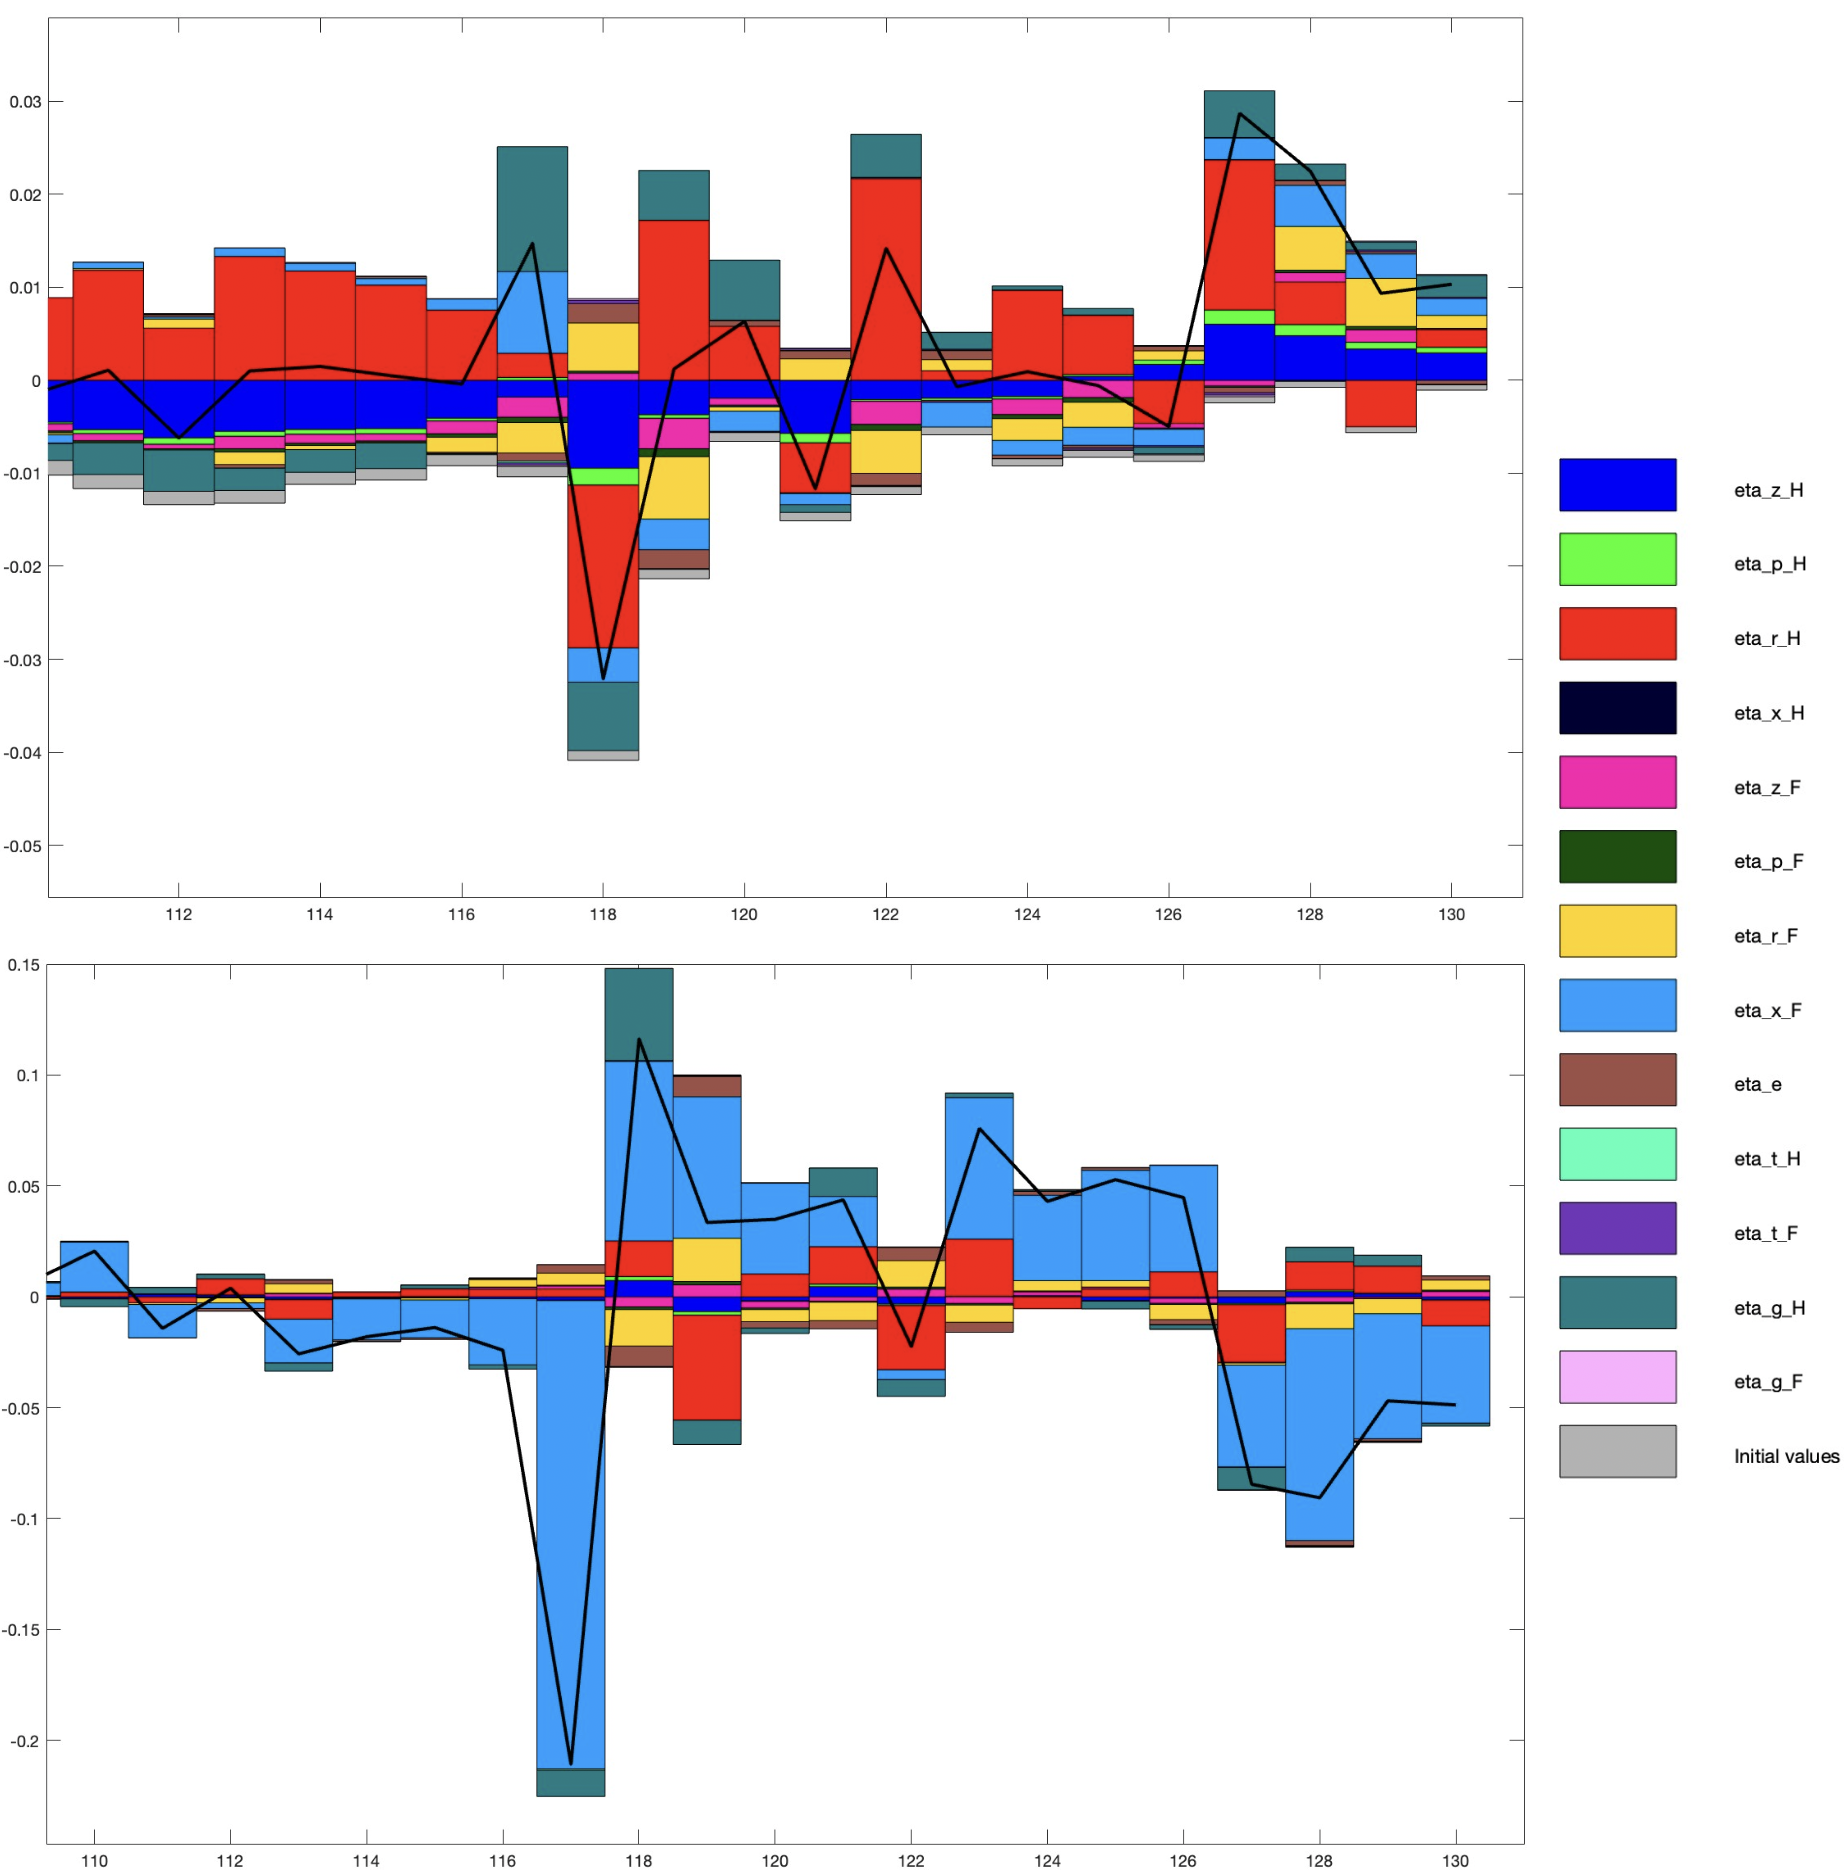 0.03
0.02
0.01
0
-0.01
-0.02
-0.03
-0.04
-0.05
112 114 116 118 120 122 124 126 128 130
0.15
0.1
0.05
0
-0.05
-0.1
-0.15
-0.2
110 112 114 116 118 120 122 124 126 128 130
eta_z_H
eta_p_H
eta_r_H
eta_x_H
eta_z_F
eta_p_F
eta_r_F
eta_x_F
eta_e
eta_t_H
eta_t_F
eta_g_H
eta_g_F
Initial values